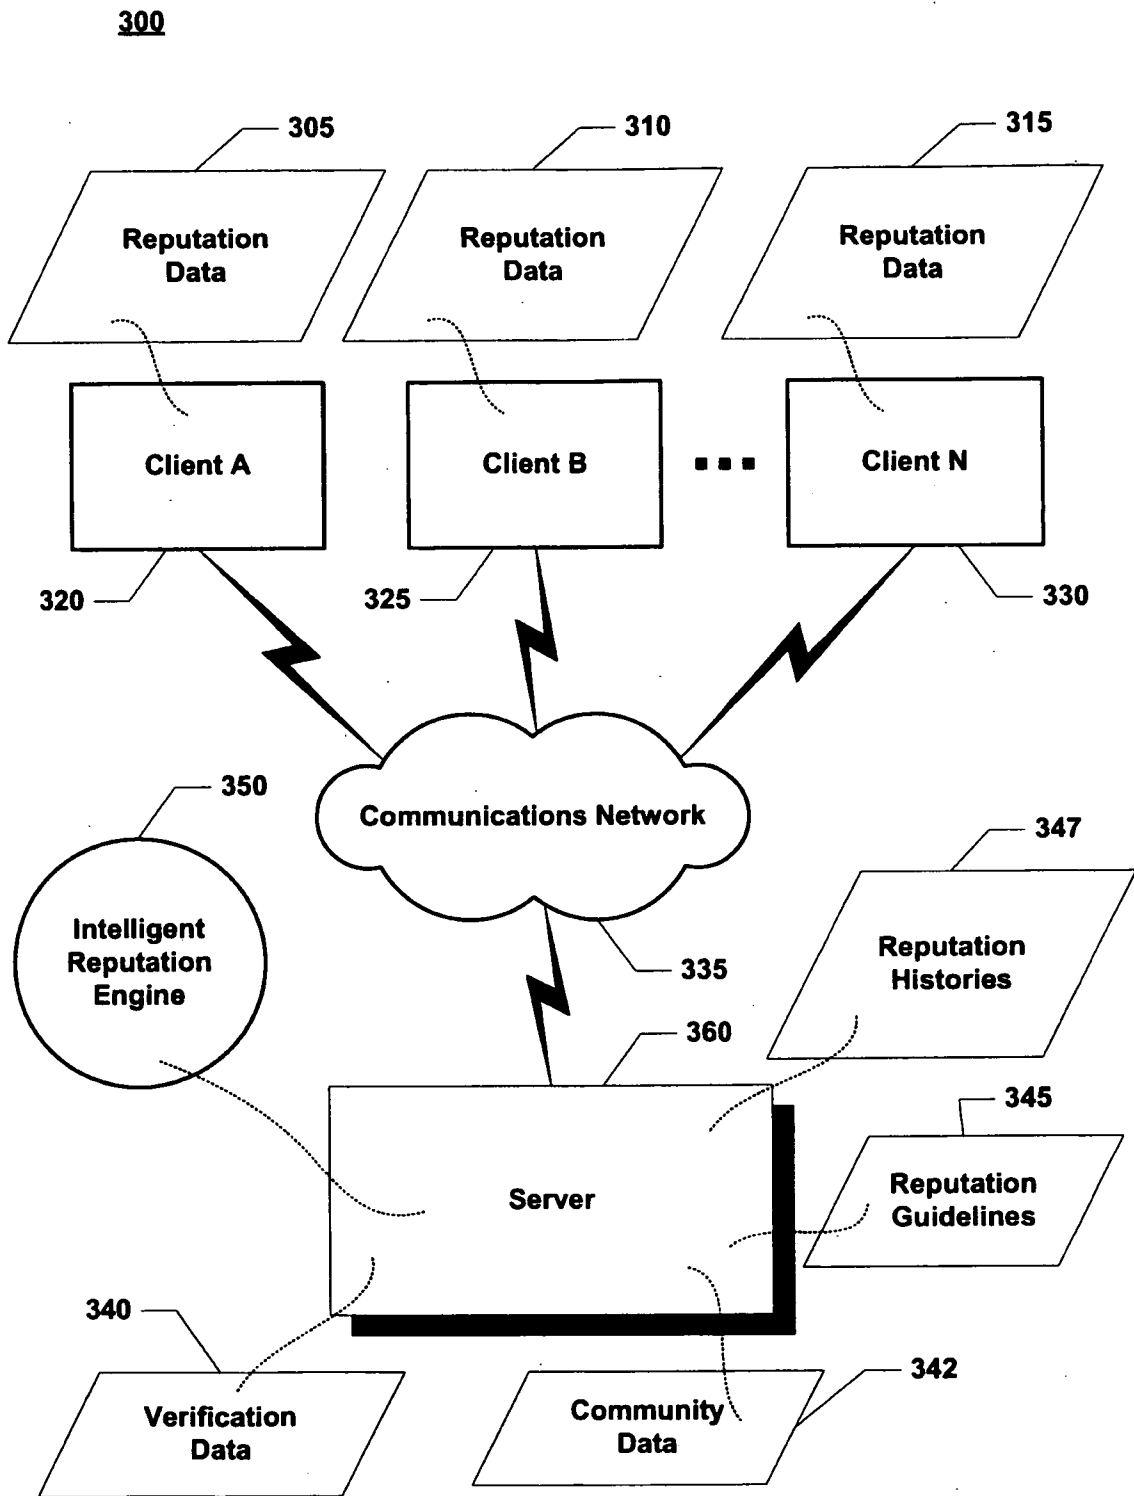 300
305
310
315
Reputation
Data
Reputation
Data
Reputation
Data
Client A
Client B
Client N
320
325
330
350
Communications Network
347
Intelligent
Reputation
Engine
335
Reputation
Histories
360
345
Server
Reputation
Guidelines
340
342
Verification
Data
Community
Data